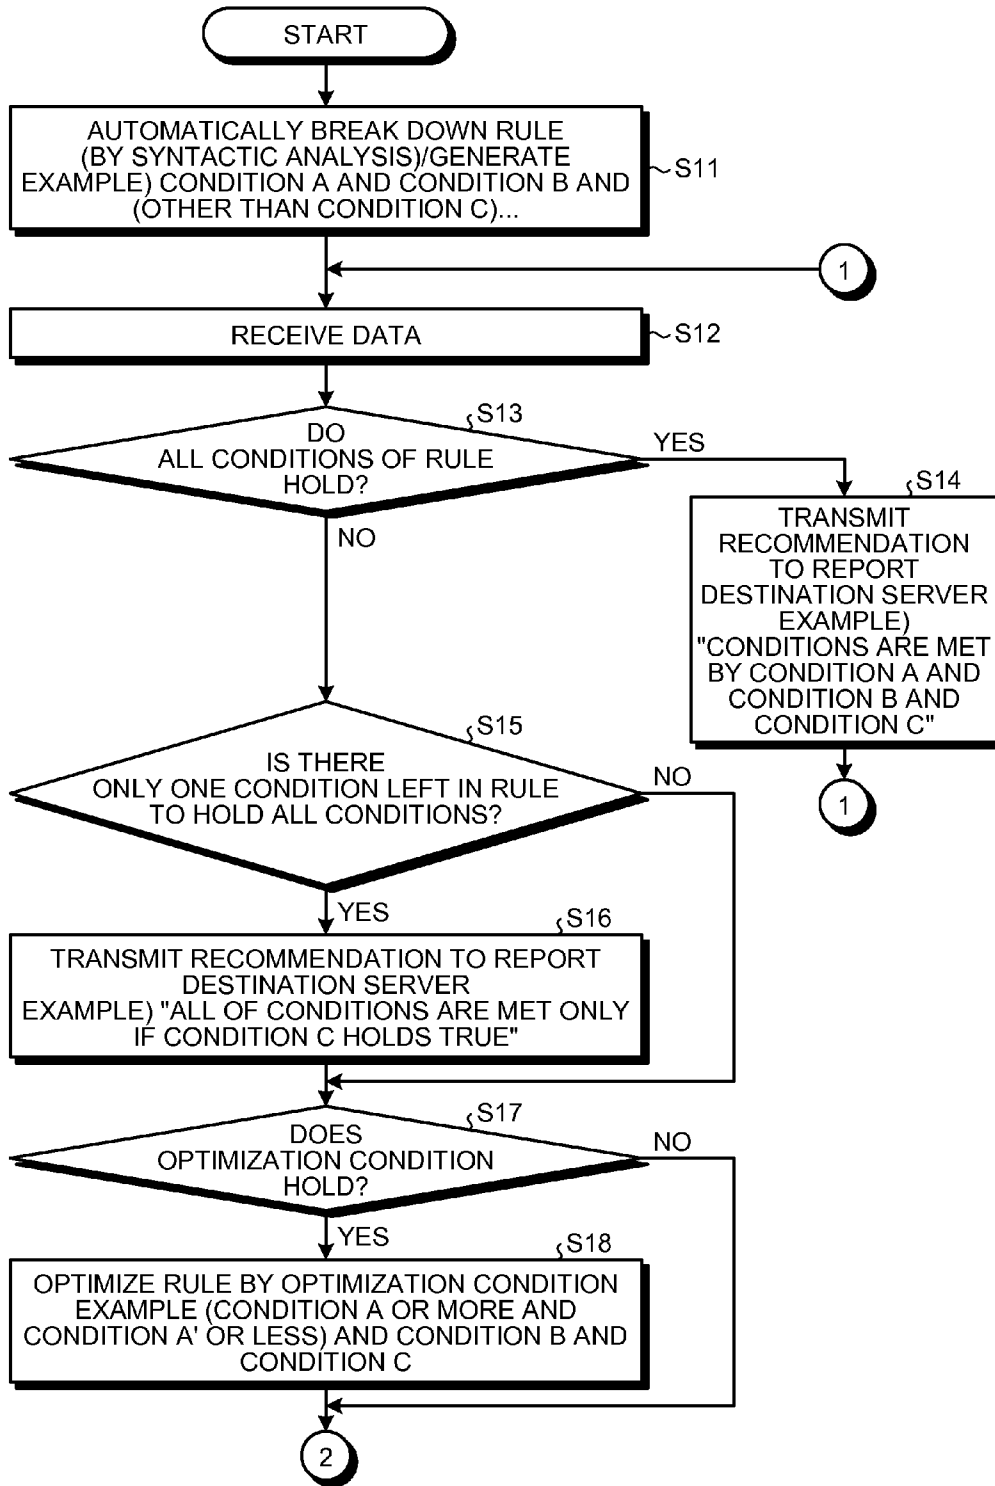 START
AUTOMATICALLY BREAK DOWN RULE
(BY SYNTACTIC ANALYSIS)/GENERATE
EXAMPLE) CONDITION A AND CONDITION B AND
(OTHER THAN CONDITION C)...
S11
1
RECEIVE DATA
S12
S13
DO
ALL CONDITIONS OF RULE
HOLD?
YES
NO
S14
TRANSMIT
RECOMMENDATION
TO REPORT
DESTINATION SERVER
EXAMPLE)
"CONDITIONS ARE MET
BY CONDITION A AND
CONDITION B AND
CONDITION C"
1
S15
IS THERE
ONLY ONE CONDITION LEFT IN RULE
TO HOLD ALL CONDITIONS?
NO
YES
S16
TRANSMIT RECOMMENDATION TO REPORT
DESTINATION SERVER
EXAMPLE) "ALL OF CONDITIONS ARE MET ONLY
IF CONDITION C HOLDS TRUE"
S17
DOES
OPTIMIZATION CONDITION
HOLD?
NO
YES
S18
OPTIMIZE RULE BY OPTIMIZATION CONDITION
EXAMPLE (CONDITION A OR MORE AND
CONDITION A' OR LESS) AND CONDITION B AND
CONDITION C
2